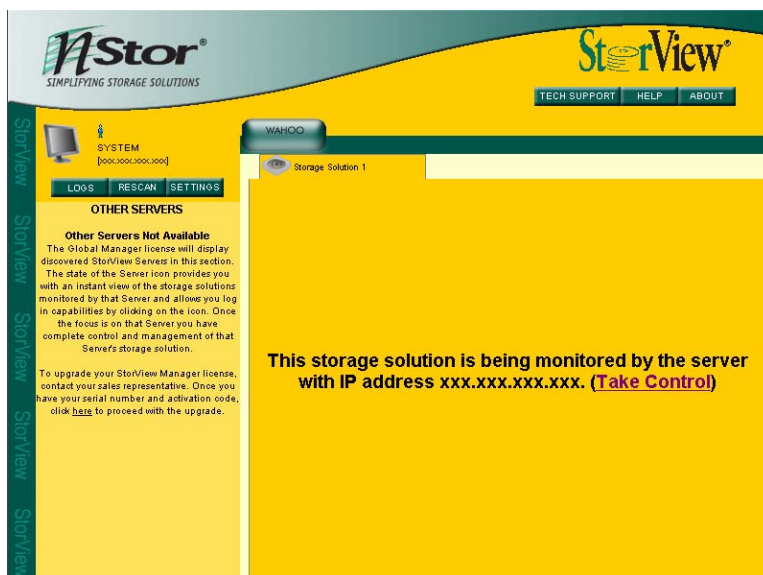 nStor®
SIMPLIFYING STORAGE SOLUTIONS
StorView®
TECH SUPPORT HELP ABOUT
SYSTEM
[xxx.xxx.xxx.xxx]
LOGS RESCAN SETTINGS
WAHOO
Storage Solution 1
OTHER SERVERS
Other Servers Not Available
The Global Manager license will display
discovered StorView Servers in this section.
The state of the Server icon provides you
with an instant view of the storage solutions
monitored by that Server and allows you log
in capabilities by clicking on the icon. Once
the focus is on that Server you have
complete control and management of that
Server's storage solution.
To upgrade your StorView Manager license,
contact your sales representative. Once you
have your serial number and activation code,
click here to proceed with the upgrade.
This storage solution is being monitored by the server
with IP address xxx.xxx.xxx.xxx. (Take Control)
StorView
StorView
StorView
StorView
StorView